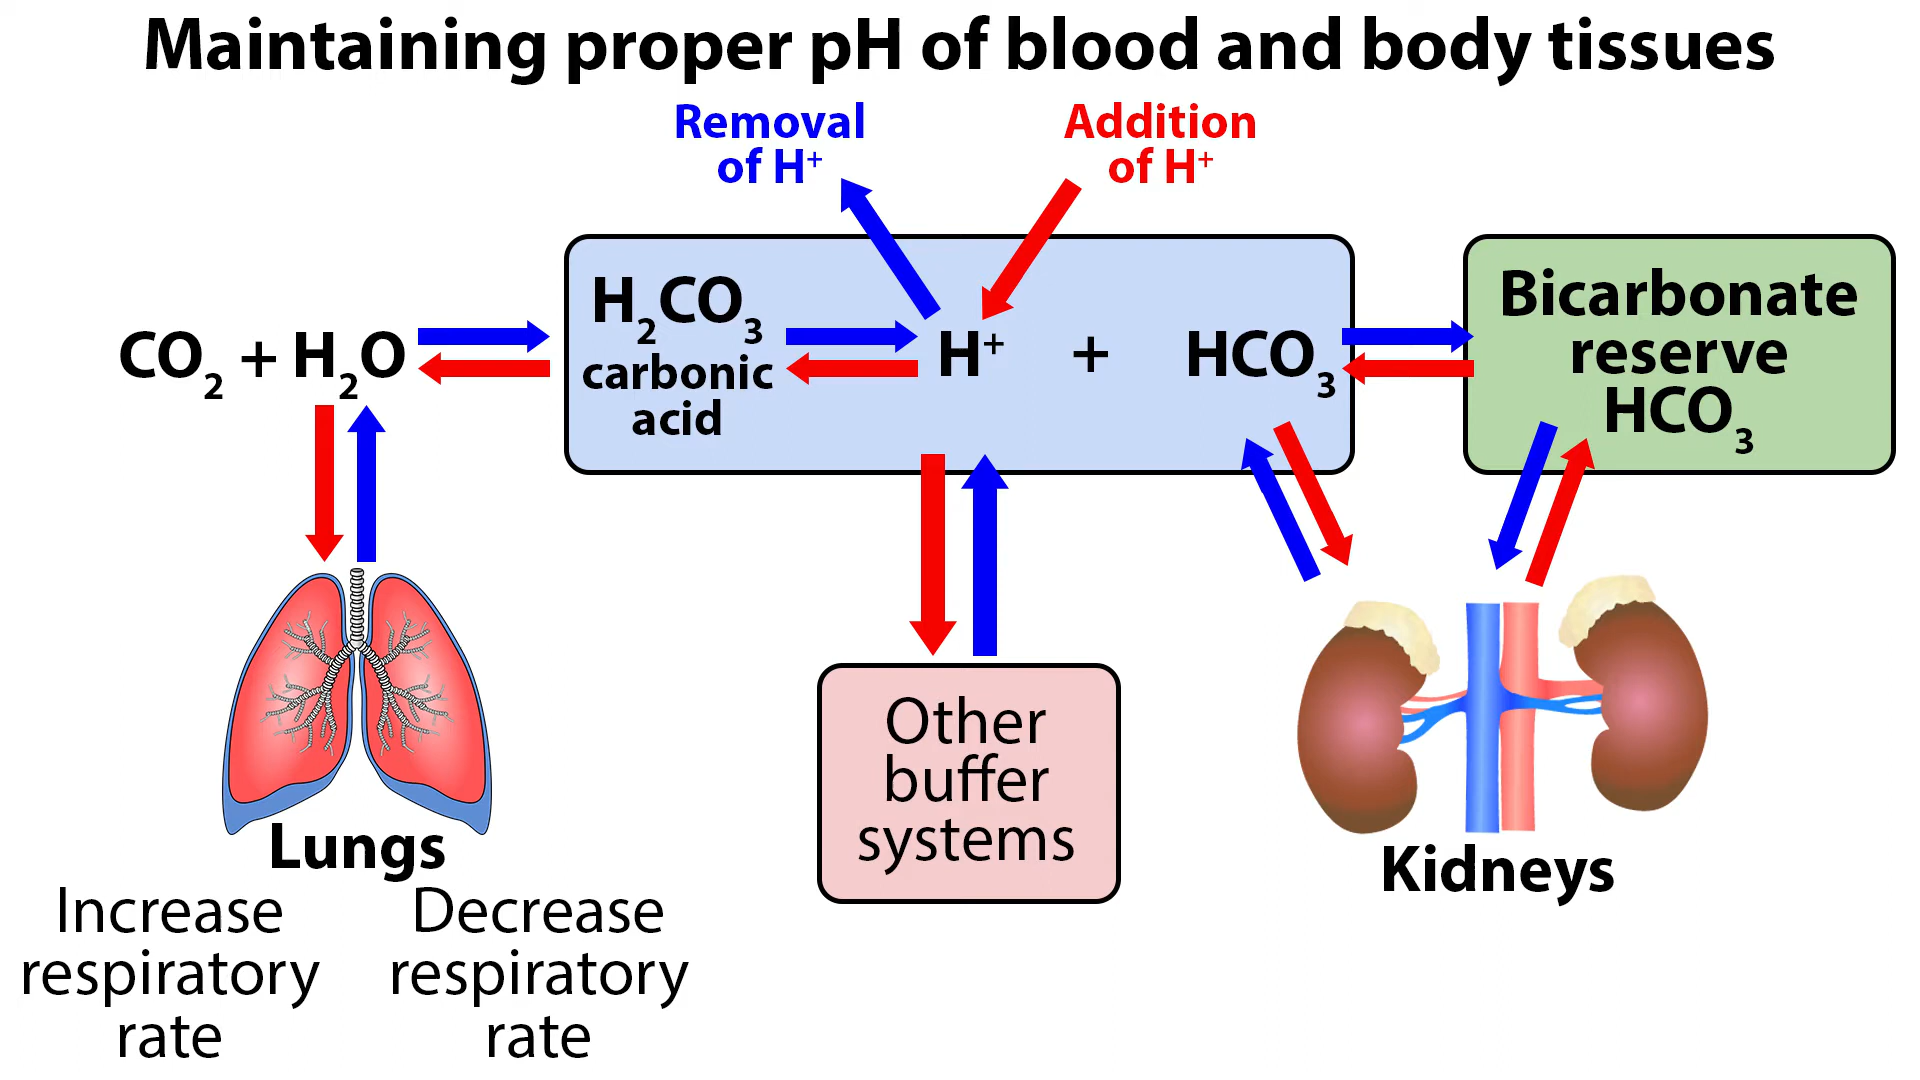 Maintaining proper pH of blood and body tissues
Removal
of H⁺
Addition
of H⁺
CO₂ + H₂O
H₂CO₃
carbonic
acid
H⁺ + HCO₃
Bicarbonate
reserve
HCO₃
Other
buffer
systems
Lungs
Increase
respiratory
rate
Decrease
respiratory
rate
Kidneys